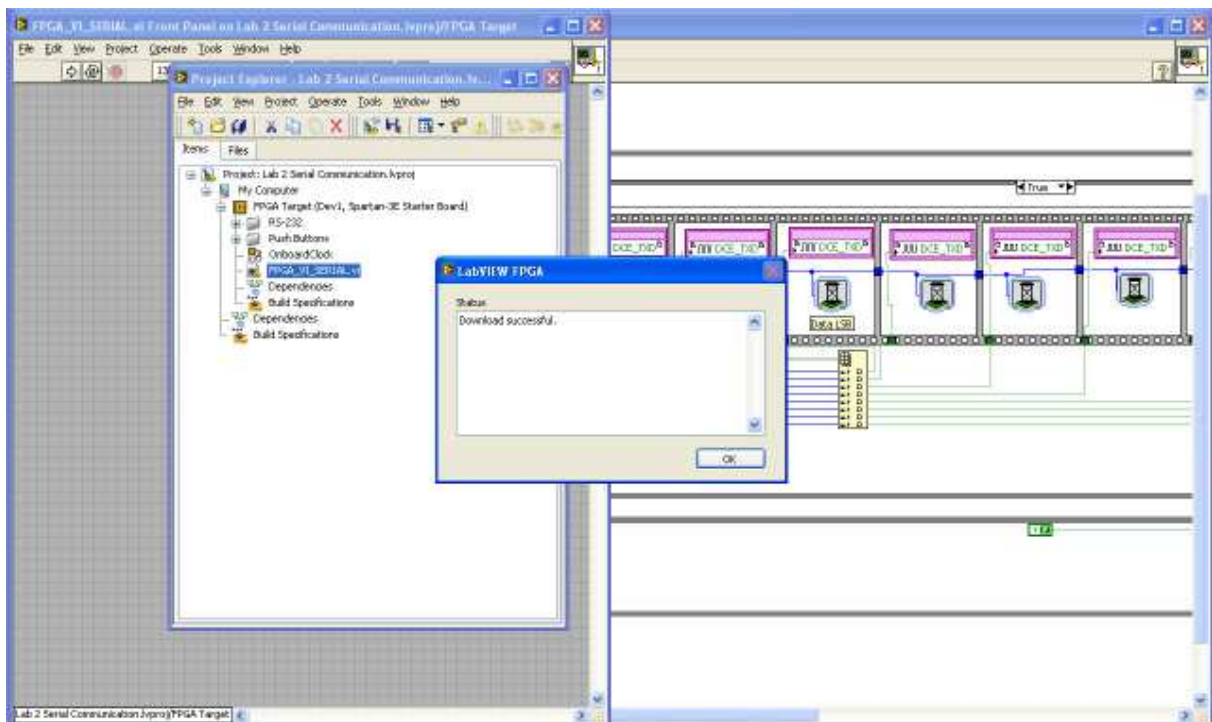 FPGA_VI_SERIAL.vi Front Panel on Lab 2 Serial Communication.lvproj/FPGA Target
File Edit View Project Operate Tools Window Help
13
Project Explorer - Lab 2 Serial Communication.lv...
File Edit View Project Operate Tools Window Help
Items Files
Project: Lab 2 Serial Communication.lvproj
My Computer
FPGA Target (Dev1, Spartan-3E Starter Board)
RS-232
Push Buttons
OnboardClock
FPGA_VI_SERIAL.vi
Dependencies
Build Specifications
Dependencies
Build Specifications
LabVIEW FPGA
Status
Download successful.
OK
True
DCE_TXD DCE_TXD DCE_TXD DCE_TXD DCE_TXD DCE_TXD
Data LSB
Lab 2 Serial Communication.lvproj/FPGA Target